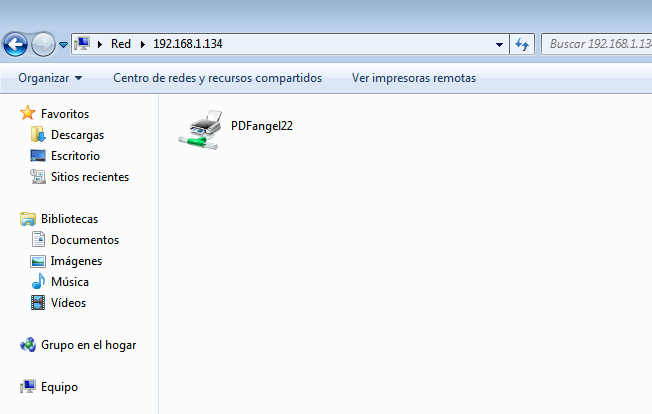 Red 192.168.1.134
Buscar 192.168.1.13
Organizar Centro de redes y recursos compartidos Ver impresoras remotas
Favoritos
Descargas
Escritorio
Sitios recientes
Bibliotecas
Documentos
Imágenes
Música
Vídeos
Grupo en el hogar
Equipo
PDFangel22